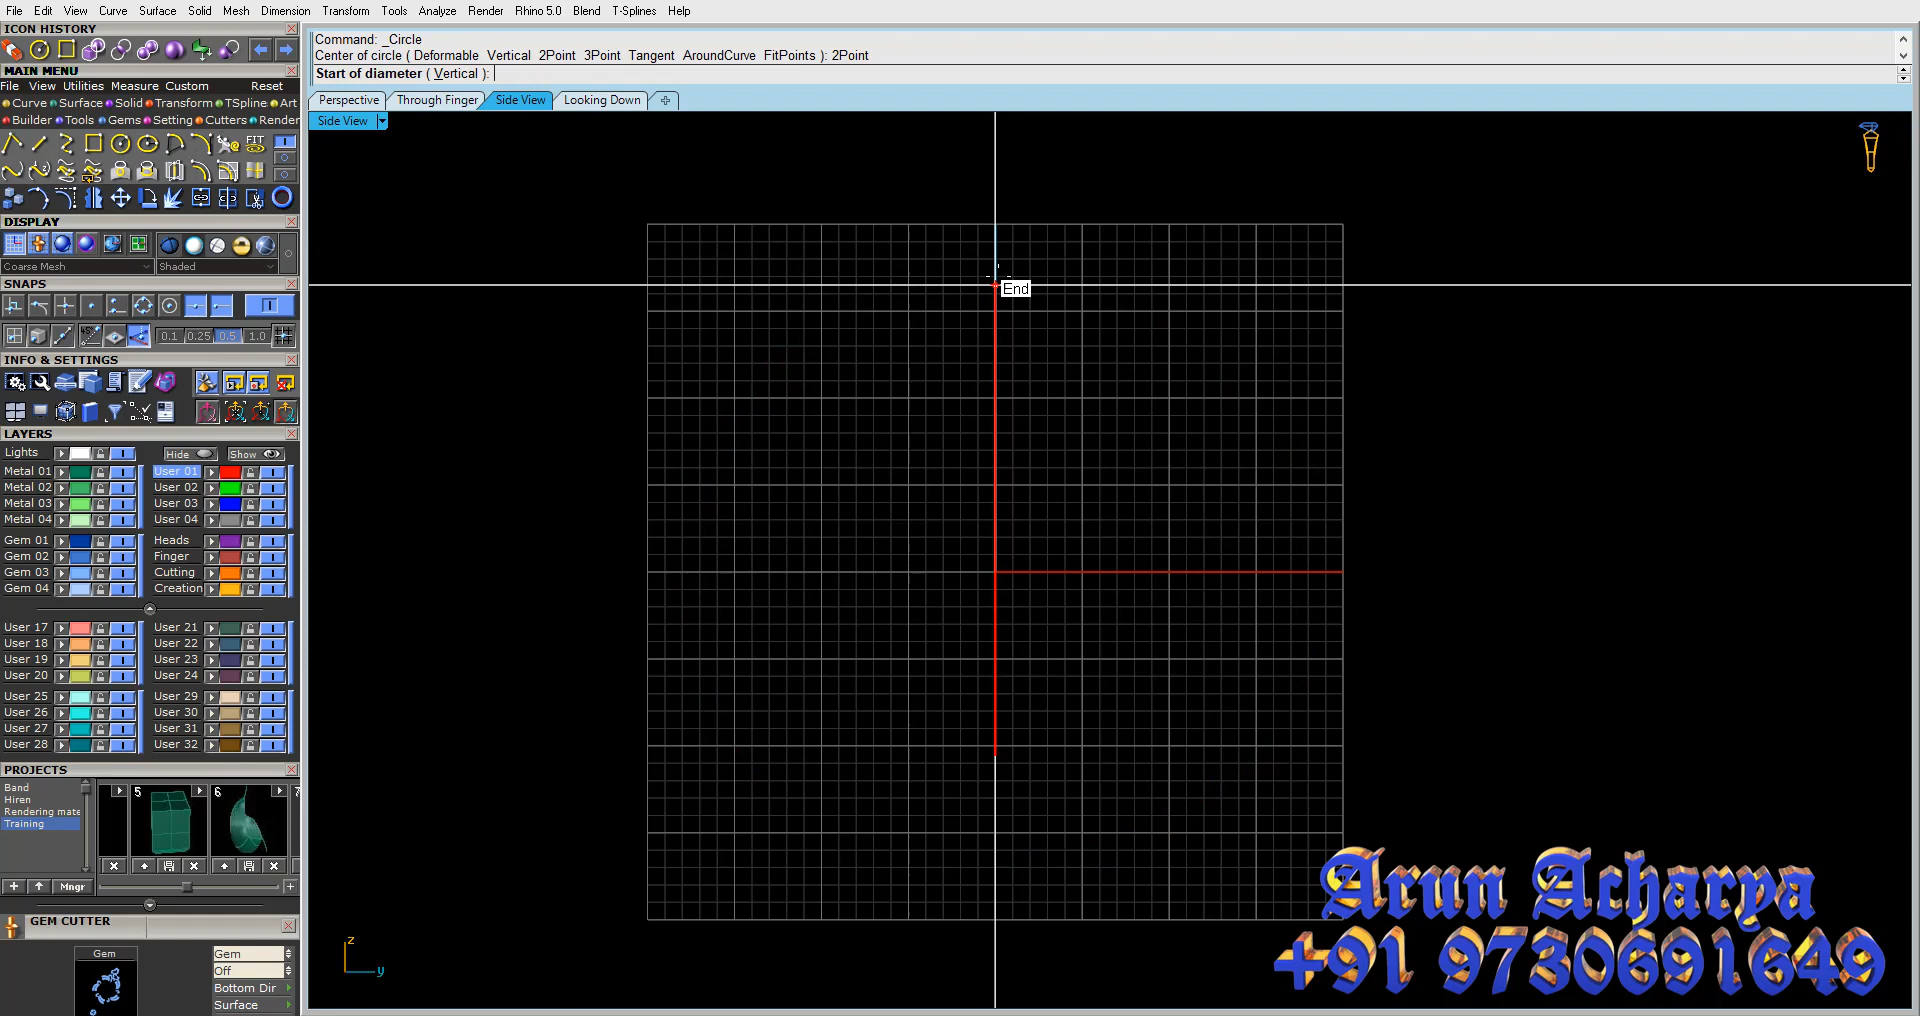 File Edit View Curve Surface Solid Mesh Dimension Transform Tools Analyze Render Rhino 5.0 Blend T-Splines Help
ICON HISTORY
MAIN MENU
File View Utilities Measure Custom Reset
Curve Surface Solid Transform TSpline Art
Builder Tools Gems Setting Cutters Render
FIT
DISPLAY
Coarse Mesh Shaded
SNAPS
45°
0.1 0.25 0.5 1.0
INFO & SETTINGS
LAYERS
Lights Hide Show
Metal 01 User 01
Metal 02 User 02
Metal 03 User 03
Metal 04 User 04
Gem 01 Heads
Gem 02 Finger
Gem 03 Cutting
Gem 04 Creation
User 17 User 21
User 18 User 22
User 19 User 23
User 20 User 24
User 25 User 29
User 26 User 30
User 27 User 31
User 28 User 32
PROJECTS
Band
Hiren
Rendering mate
Training
5 6 7
Mngr
GEM CUTTER
Gem
Gem
Off
Bottom Dir
Surface
Command: _Circle
Center of circle ( Deformable Vertical 2Point 3Point Tangent AroundCurve FitPoints ): 2Point
Start of diameter ( Vertical ):
Perspective Through Finger Side View Looking Down
Side View
End
z
y
Arun Acharya
+91 9730691649